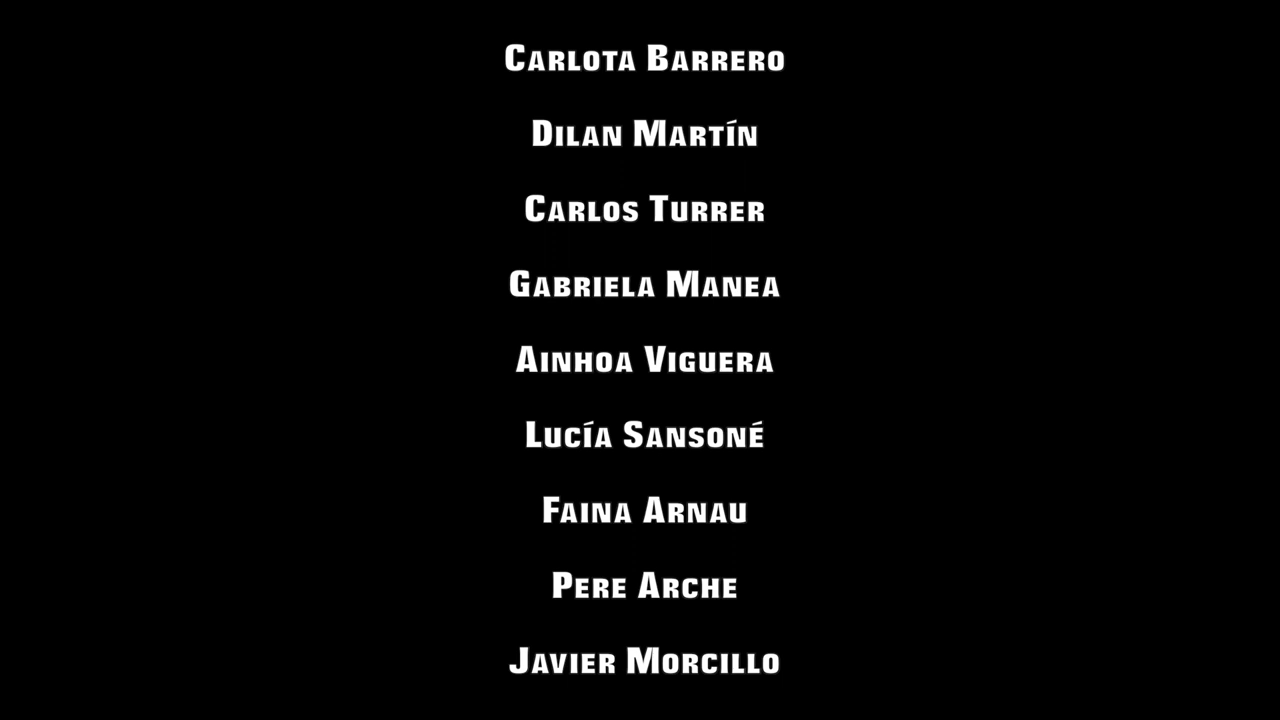 Carlota Barrero
Dilan Martín
Carlos Turrer
Gabriela Manea
Ainhoa Viguera
Lucía Sansoné
Faina Arnau
Pere Arche
Javier Morcillo